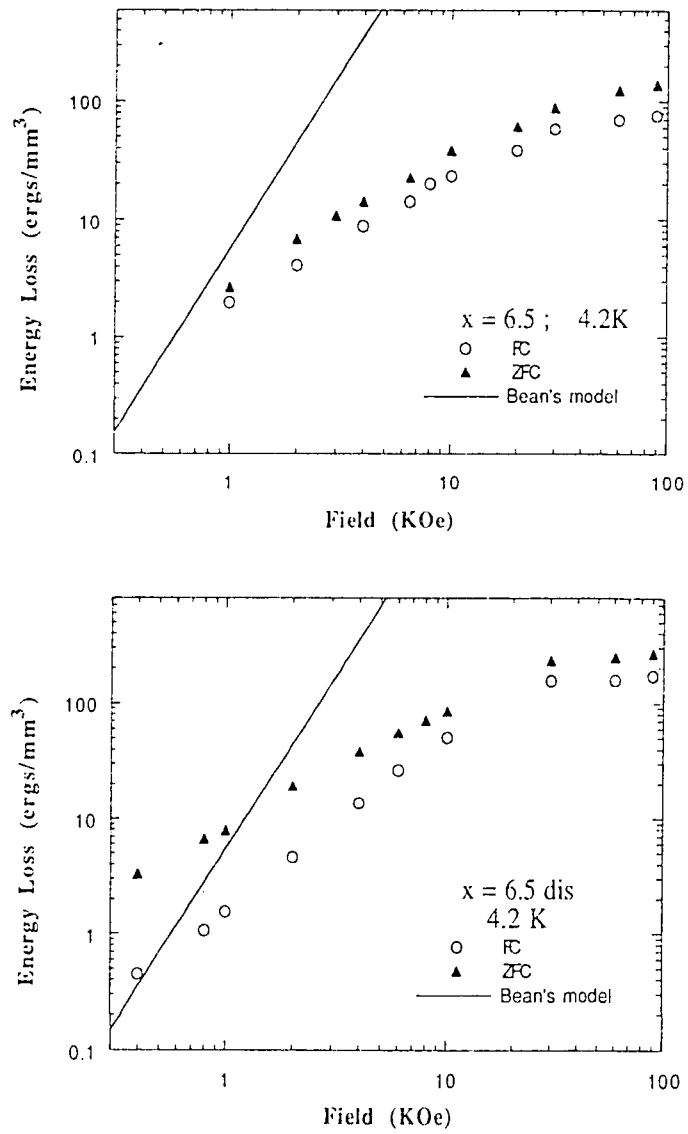 Energy Loss (ergs/mm³)
100
10
1
0.1
x = 6.5 ; 4.2K
FC
ZFC
Bean's model
1
10
100
Field (KOe)
Energy Loss (ergs/mm³)
100
10
1
0.1
x = 6.5 dis
4.2 K
FC
ZFC
Bean's model
1
10
100
Field (KOe)